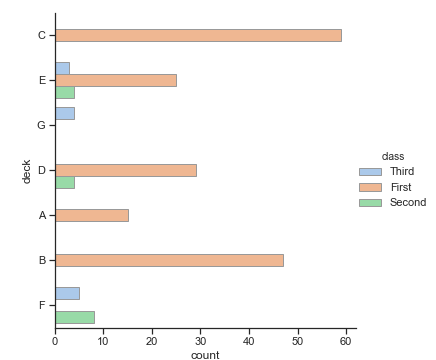 C
E
G
D
A
B
F
deck
0 10 20 30 40 50 60
count
class
Third
First
Second